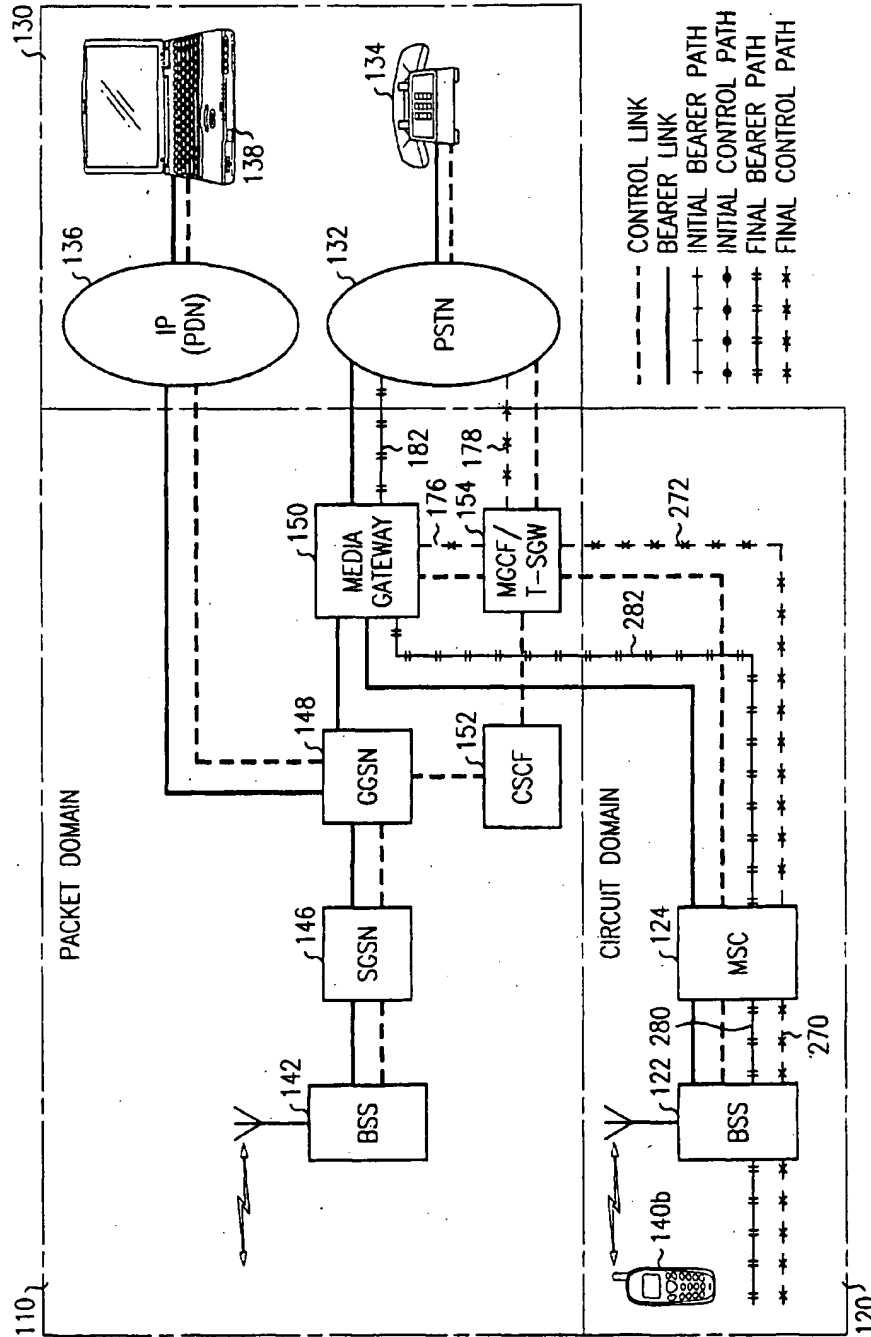 130
138
134
136
IP
(PDN)
132
PSTN
CONTROL LINK
BEARER LINK
INITIAL BEARER PATH
INITIAL CONTROL PATH
FINAL BEARER PATH
FINAL CONTROL PATH
182
178
150
MEDIA
GATEWAY
176
154
MGCF/
T-SGW
272
282
148
GGSN
152
CSCF
PACKET DOMAIN
146
SGSN
CIRCUIT DOMAIN
124
MSC
142
BSS
280
122
BSS
270
140b
110
120